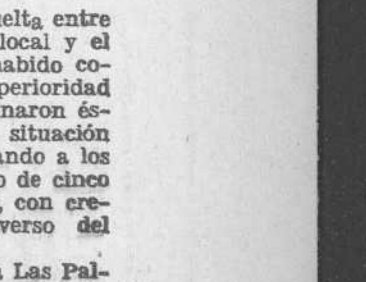 elta entre
local y el
habido co-
perioridad
naron és-
situación
ando a los
o de cinco
, con cre-
verso del
Las Pal-